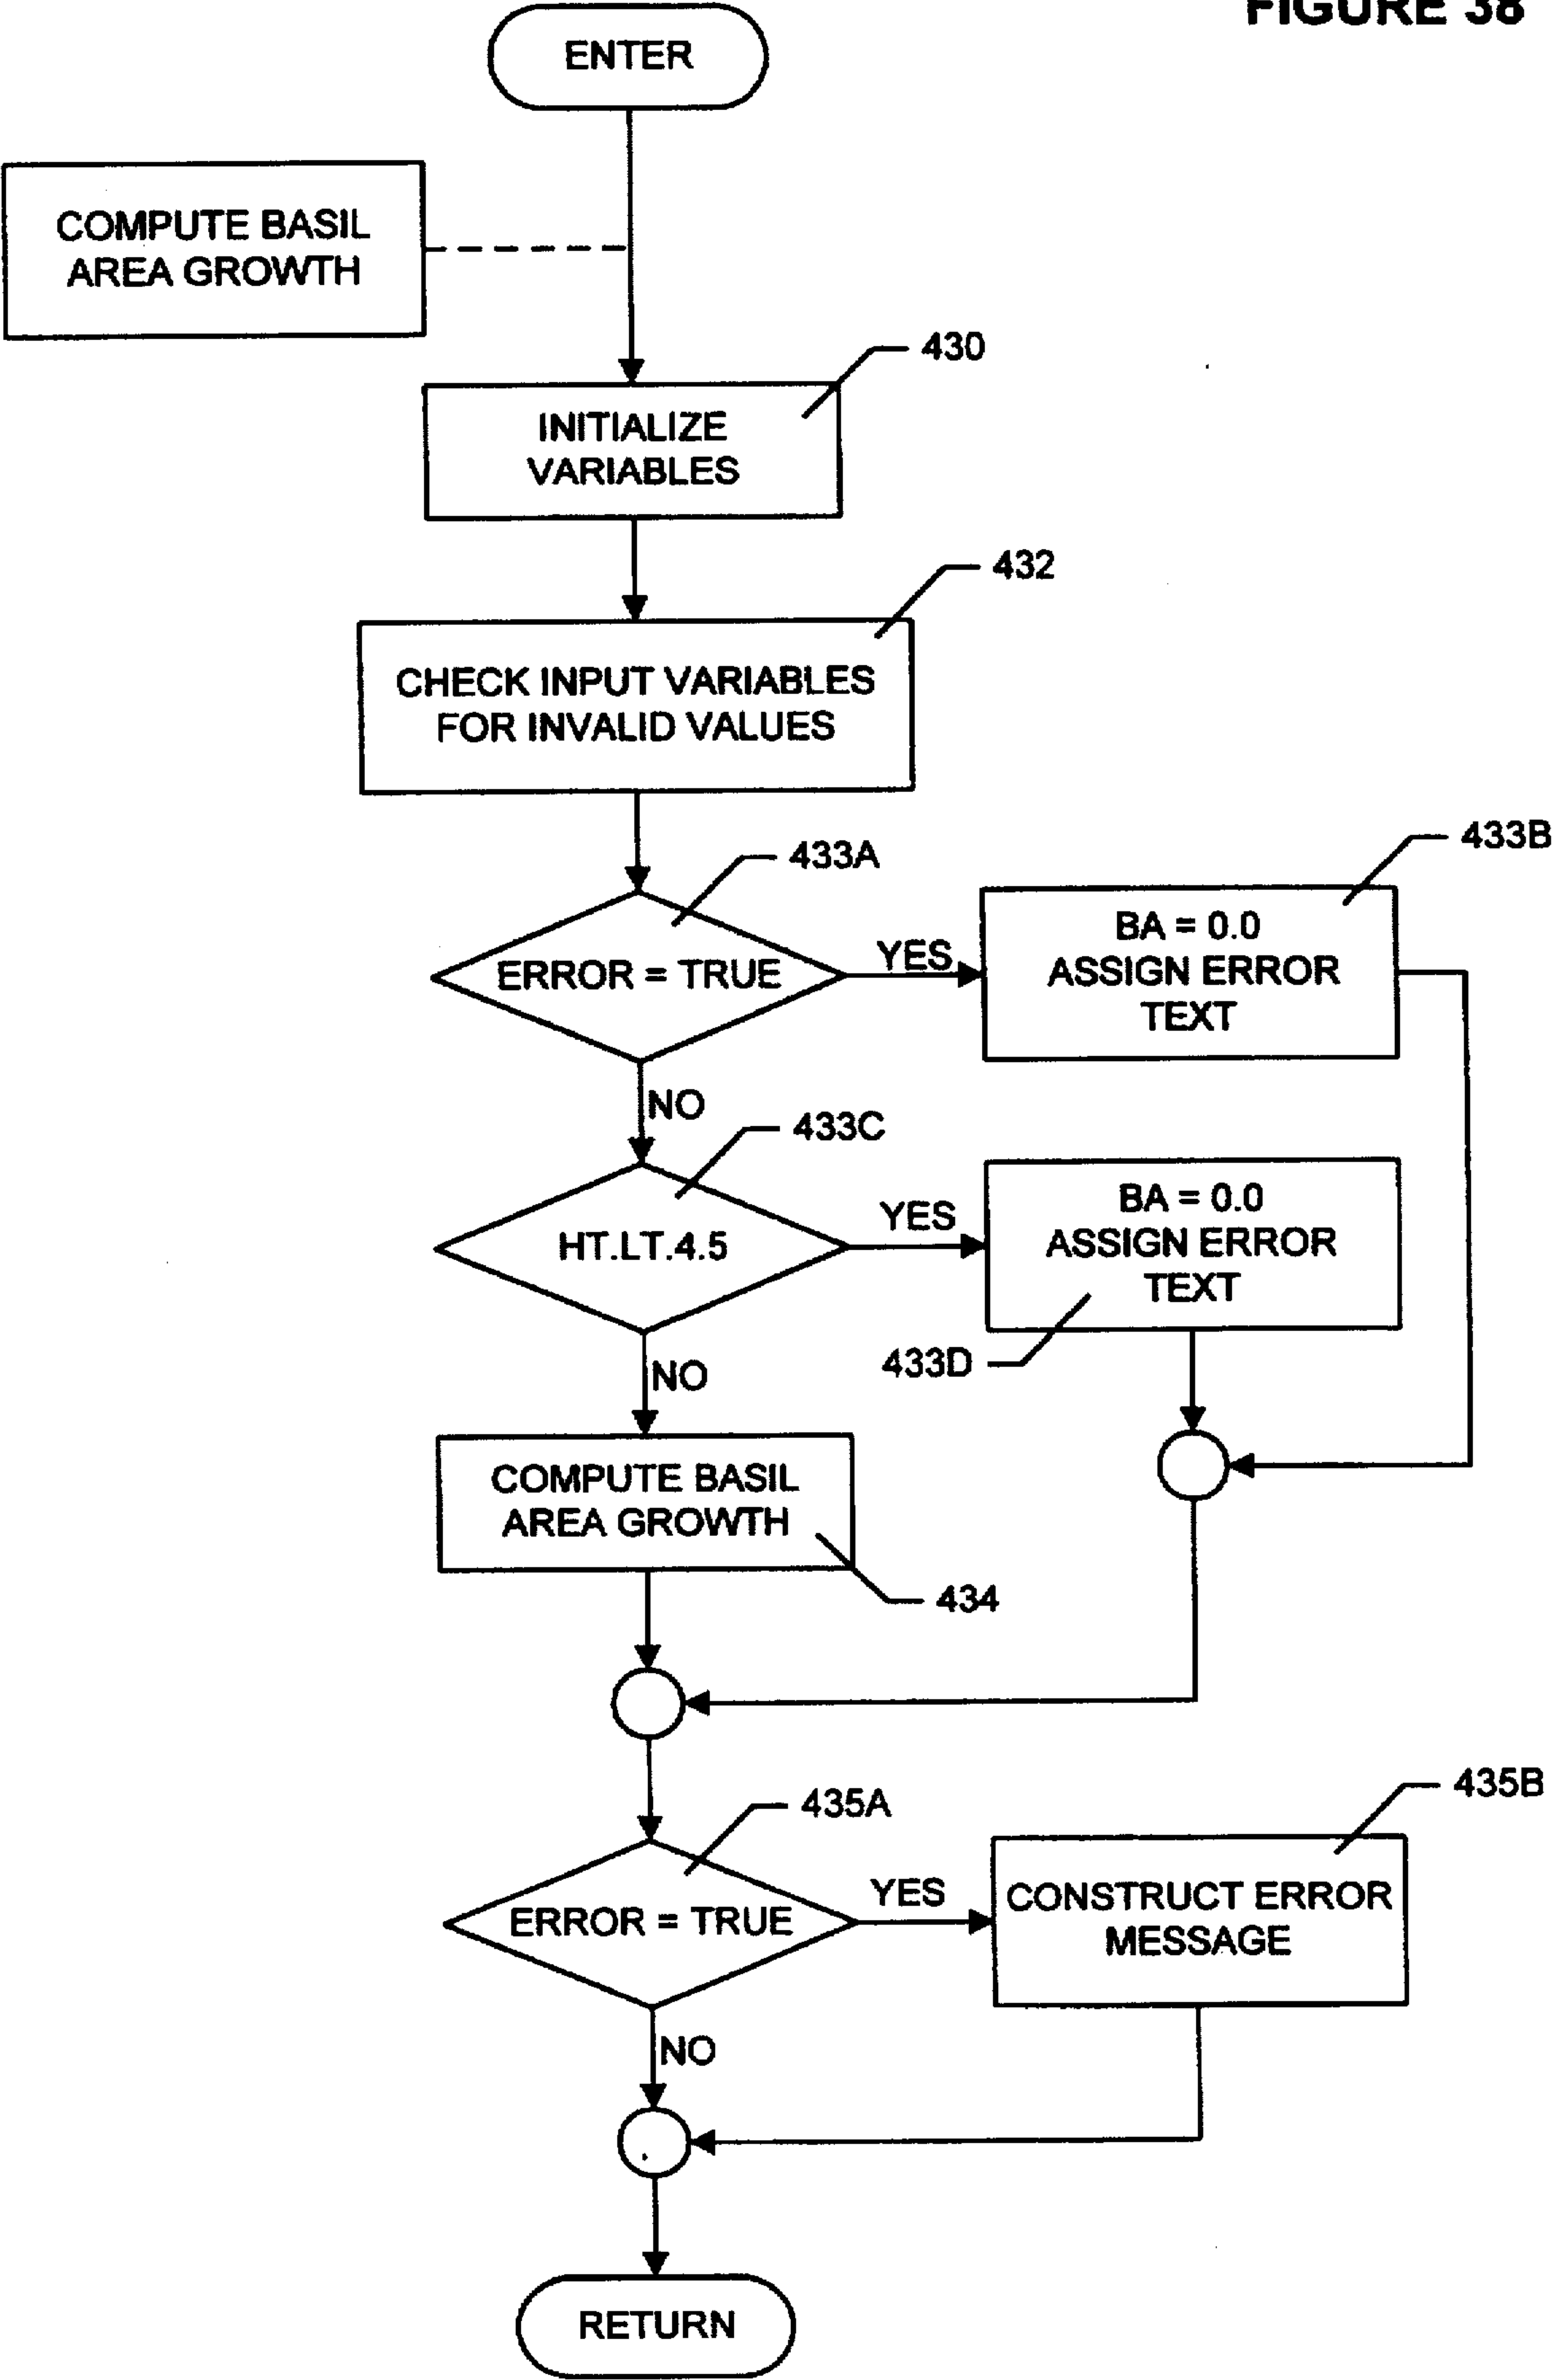 FIGURE 38
ENTER
COMPUTE BASIL
AREA GROWTH
430
INITIALIZE
VARIABLES
432
CHECK INPUT VARIABLES
FOR INVALID VALUES
433A
433B
ERROR = TRUE
YES
BA = 0.0
ASSIGN ERROR
TEXT
NO
433C
HT.LT.4.5
YES
BA = 0.0
ASSIGN ERROR
TEXT
433D
NO
COMPUTE BASIL
AREA GROWTH
434
435A
435B
ERROR = TRUE
YES
CONSTRUCT ERROR
MESSAGE
NO
RETURN